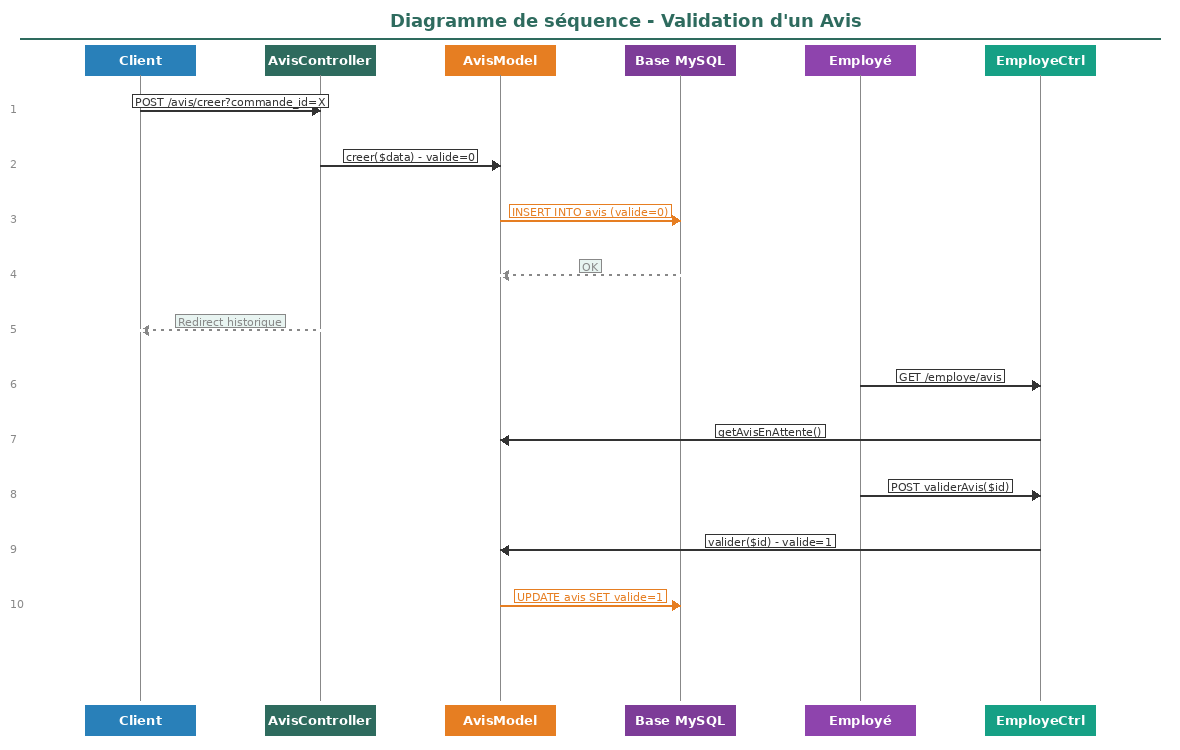 Diagramme de séquence - Validation d'un Avis
Client AvisController AvisModel Base MySQL Employé EmployeCtrl
1 POST /avis/creer?commande_id=X
2 creer($data) - valide=0
3 INSERT INTO avis (valide=0)
4 OK
5 Redirect historique
6 GET /employe/avis
7 getAvisEnAttente()
8 POST validerAvis($id)
9 valider($id) - valide=1
10 UPDATE avis SET valide=1
Client AvisController AvisModel Base MySQL Employé EmployeCtrl